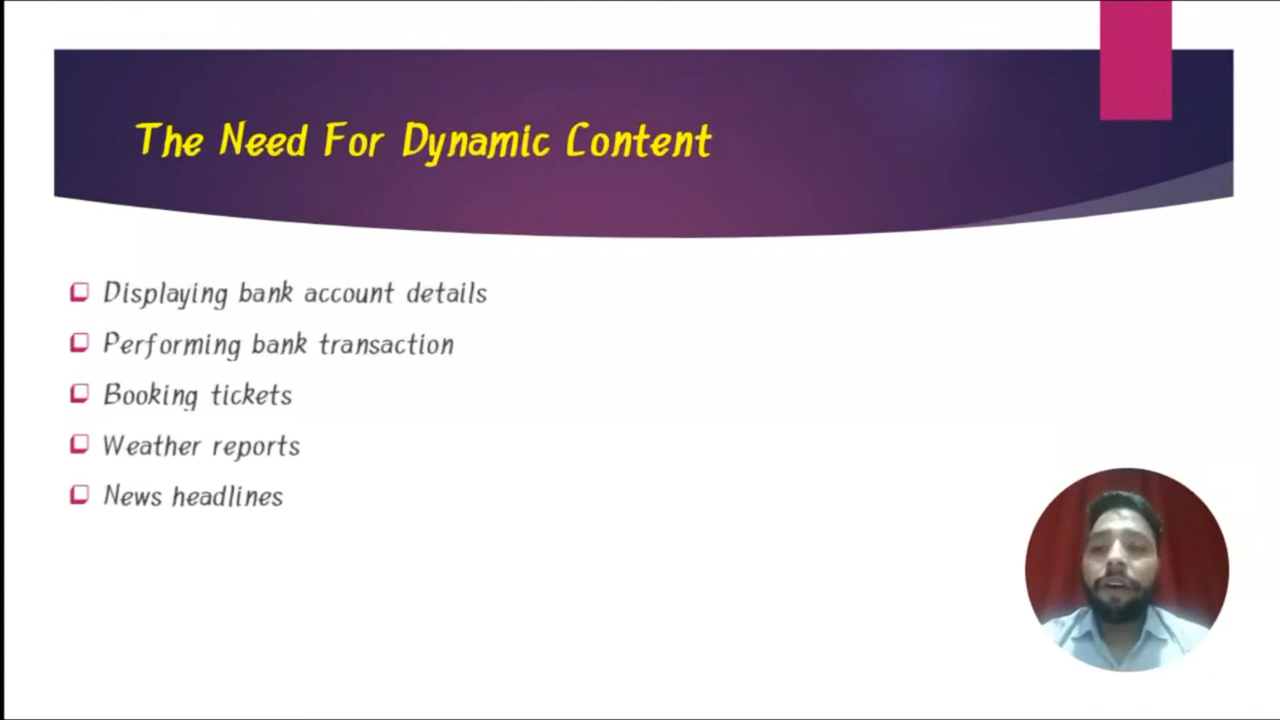 The Need For Dynamic Content
Displaying bank account details
Performing bank transaction
Booking tickets
Weather reports
News headlines